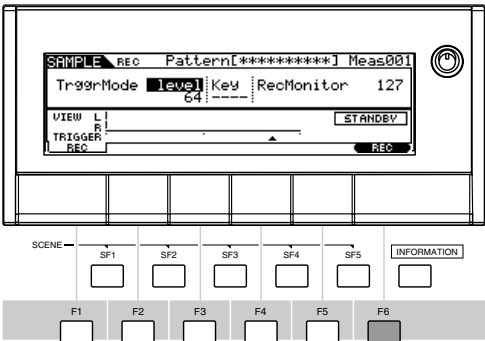 SAMPLE REC Pattern[**********] Meas001
TrggrMode level Key RecMonitor 127
64 ----
VIEW L STANDBY
R
TRIGGER
REC REC
SCENE
SF1 SF2 SF3 SF4 SF5 INFORMATION
F1 F2 F3 F4 F5 F6